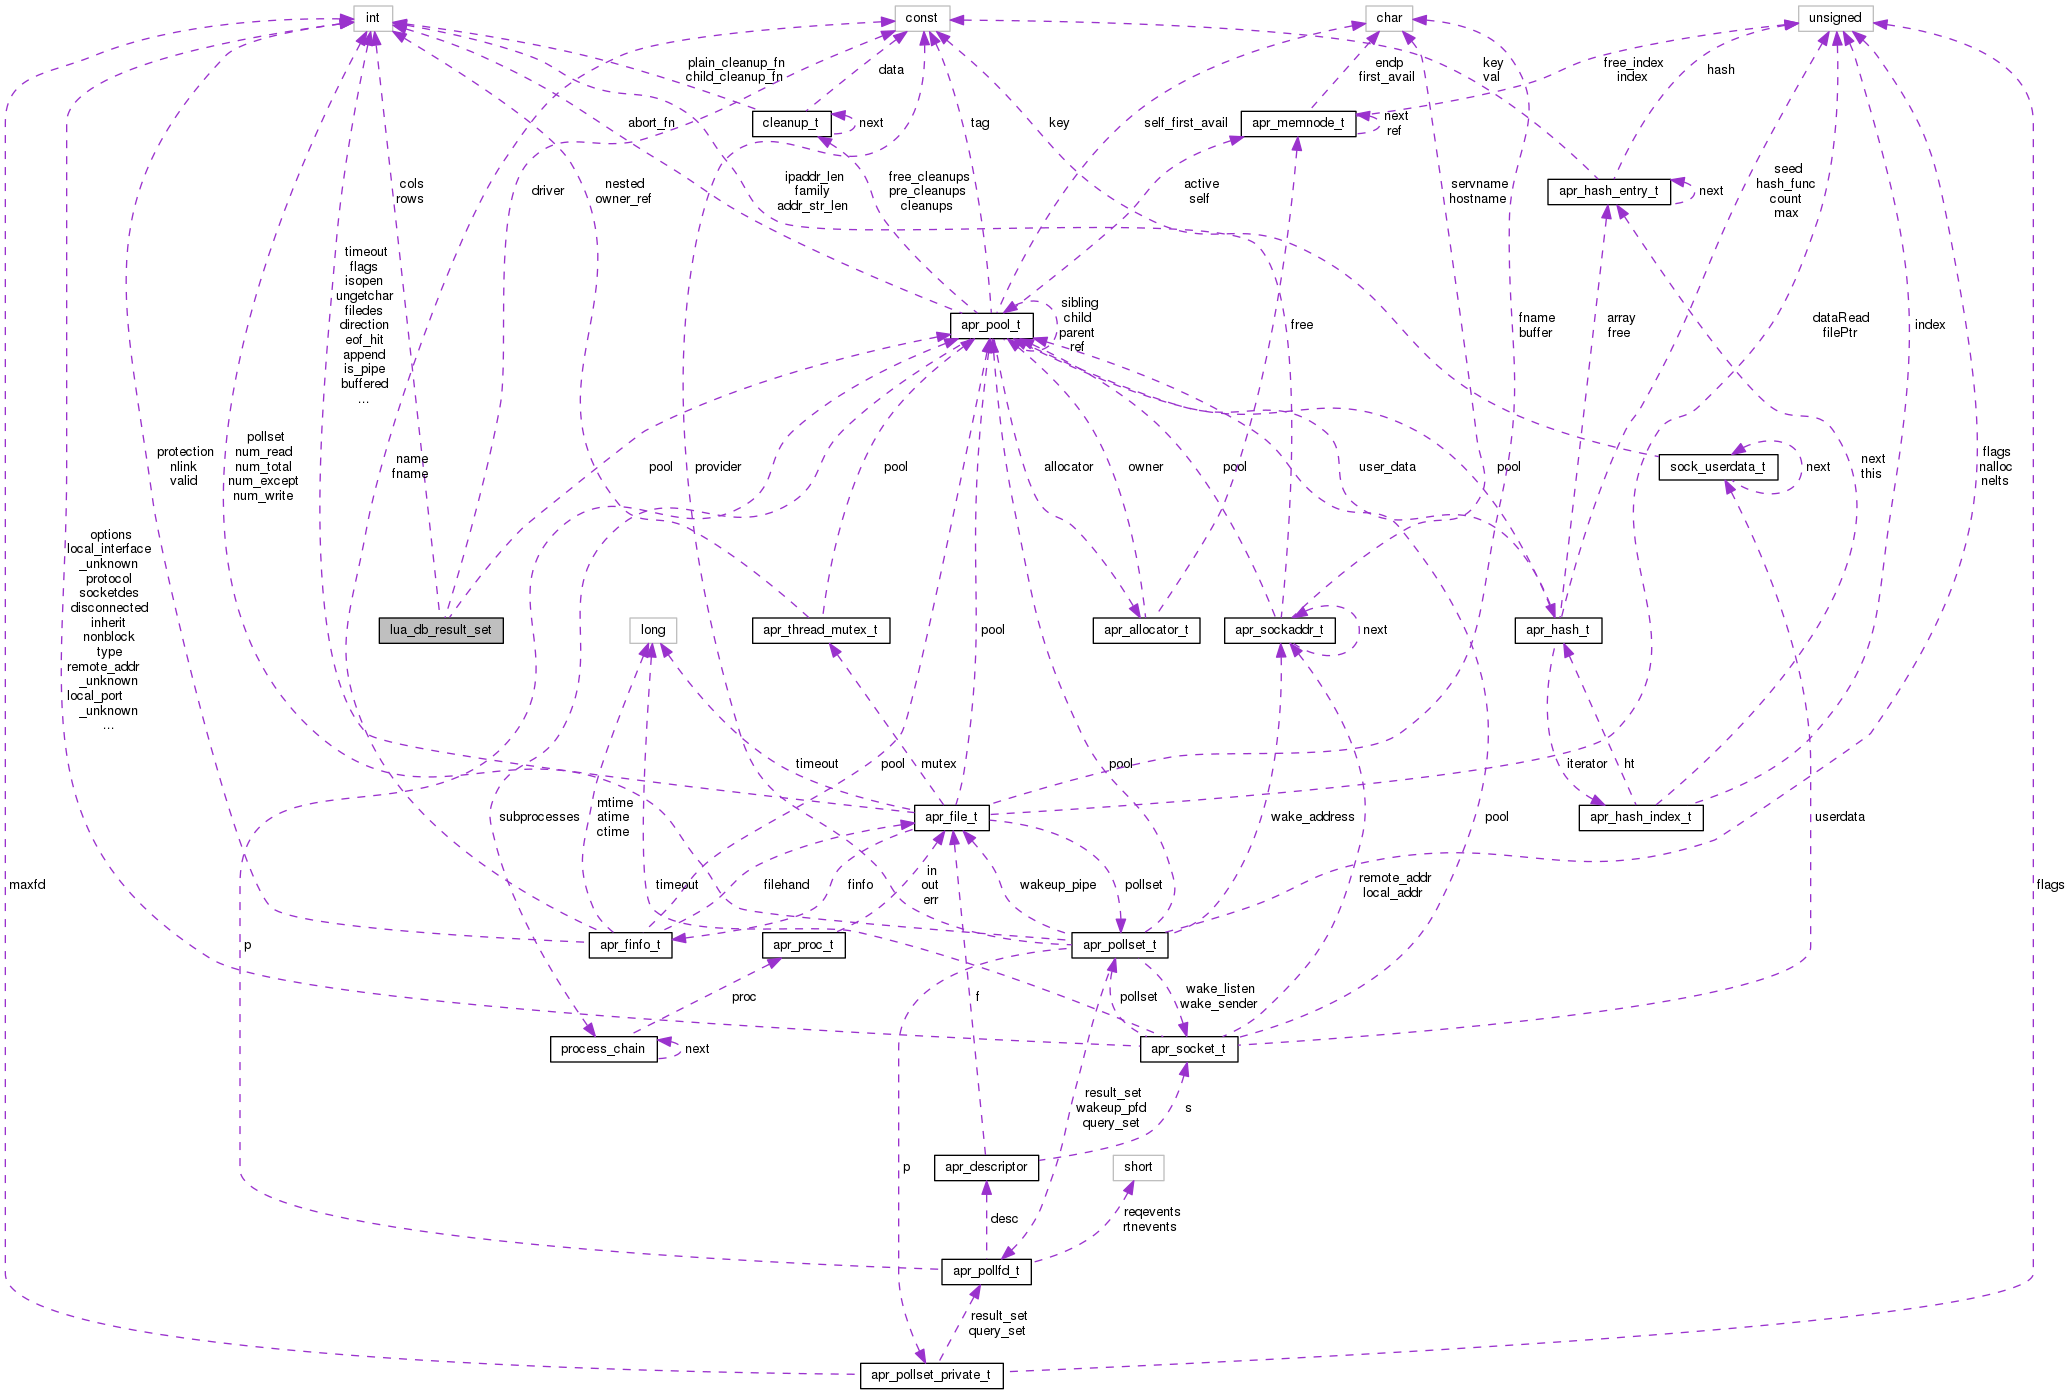 int
const
char
unsigned
plain_cleanup_fn
child_cleanup_fn
data
endp
first_avail
key
val
free_index
index
hash
cleanup_t
next
apr_memnode_t
next
ref
abort_fn
tag
self_first_avail
key
driver
cols
rows
nested
owner_ref
ipaddr_len
family
addr_str_len
free_cleanups
pre_cleanups
cleanups
active
self
servname
hostname
apr_hash_entry_t
next
seed
hash_func
count
max
timeout
flags
isopen
ungetchar
filedes
direction
eof_hit
append
is_pipe
buffered
...
apr_pool_t
sibling
child
parent
ref
free
fname
buffer
array
free
dataRead
filePtr
index
protection
nlink
valid
pollset
num_read
num_total
num_except
num_write
name
fname
pool
provider
pool
allocator
owner
pool
user_data
pool
sock_userdata_t
next
next
this
flags
nalloc
nelts
options
local_interface
_unknown
protocol
socketdes
disconnected
inherit
nonblock
type
remote_addr
_unknown
local_port
_unknown
...
lua_db_result_set
long
apr_thread_mutex_t
pool
apr_allocator_t
apr_sockaddr_t
next
apr_hash_t
subprocesses
mtime
atime
ctime
timeout
pool
mutex
pool
apr_file_t
wake_address
pool
iterator
ht
apr_hash_index_t
userdata
maxfd
p
timeout
filehand
finfo
in
out
err
wakeup_pipe
pollset
remote_addr
local_addr
flags
apr_finfo_t
apr_proc_t
apr_pollset_t
proc
f
pollset
wake_listen
wake_sender
process_chain
next
apr_socket_t
result_set
wakeup_pfd
query_set
s
p
apr_descriptor
short
desc
reqevents
rtnevents
apr_pollfd_t
result_set
query_set
apr_pollset_private_t